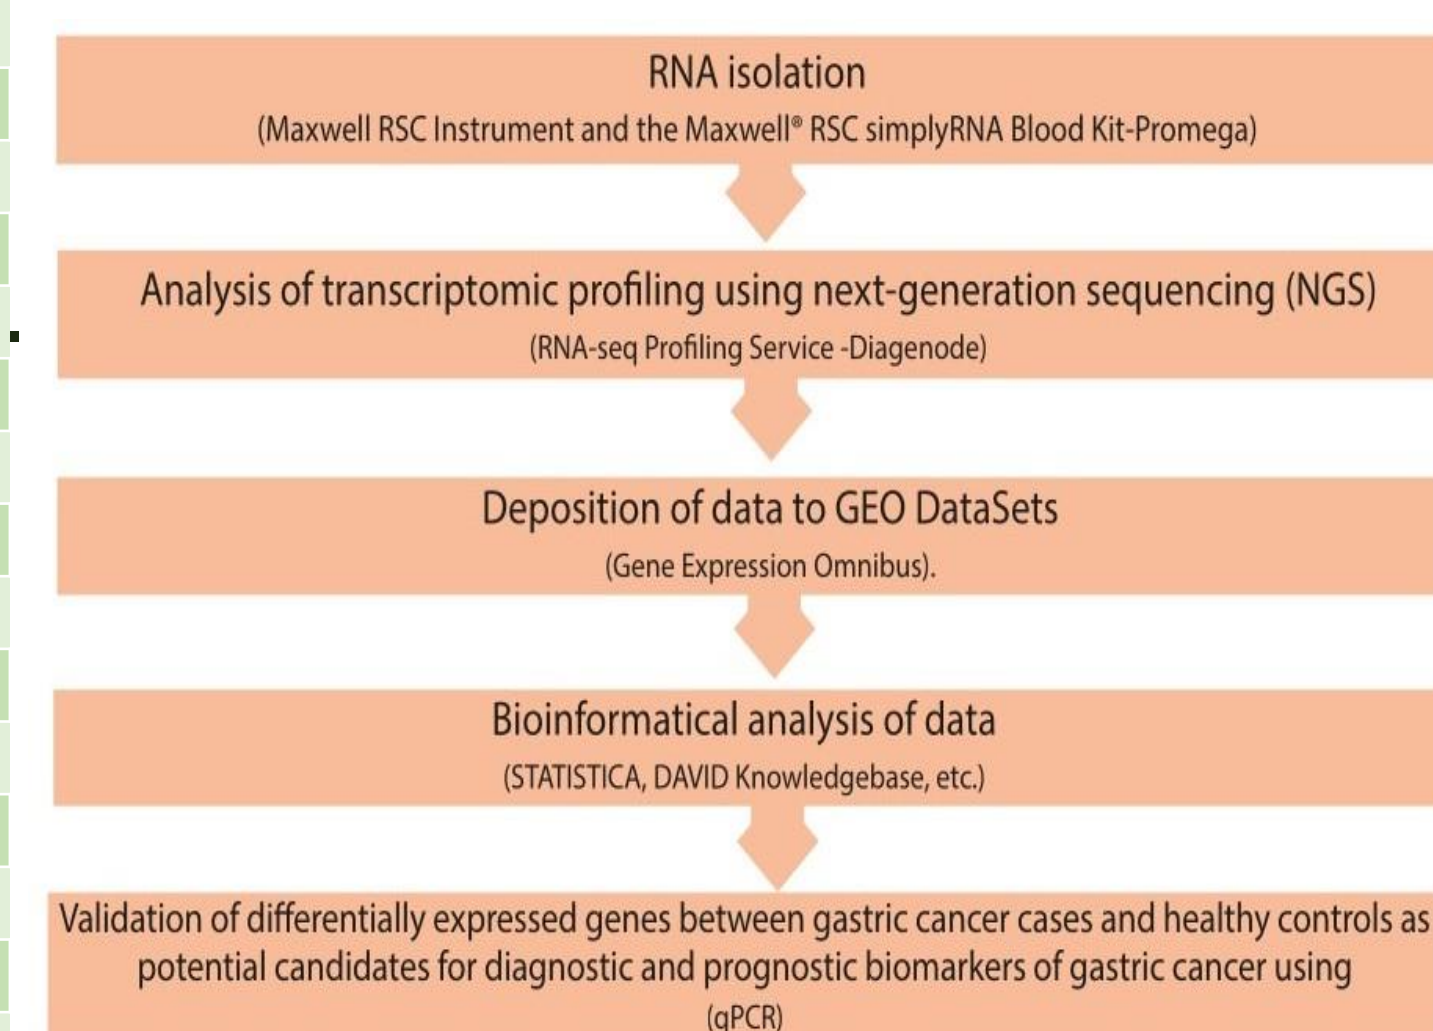 RNA isolation
(Maxwell RSC Instrument and the Maxwell® RSC simplyRNA Blood Kit-Promega)
Analysis of transcriptomic profiling using next-generation sequencing (NGS)
(RNA-seq Profiling Service -Diagenode)
Deposition of data to GEO DataSets
(Gene Expression Omnibus).
Bioinformatical analysis of data
(STATISTICA, DAVID Knowledgebase, etc.)
Validation of differentially expressed genes between gastric cancer cases and healthy controls as
potential candidates for diagnostic and prognostic biomarkers of gastric cancer using
(qPCR)